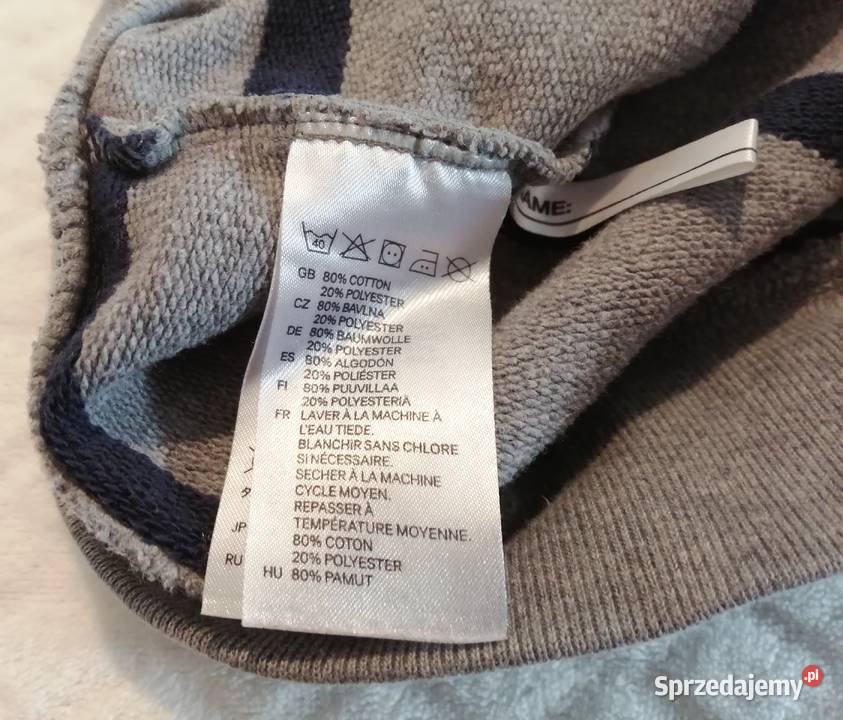 NAME:
40
GB 80% COTTON
20% POLYESTER
CZ 80% BAVLNA
20% POLYESTER
DE 80% BAUMWOLLE
20% POLYESTER
ES 80% ALGODÓN
20% POLIÉSTER
FI 80% PUUVILLAA
20% POLYESTERIÄ
FR LAVER À LA MACHINE À
L'EAU TIEDE.
BLANCHIR SANS CHLORE
SI NÉCESSAIRE.
SECHER À LA MACHINE
CYCLE MOYEN.
REPASSER À
TEMPÉRATURE MOYENNE.
80% COTON
20% POLYESTER
HU 80% PAMUT
JP
RU
Sprzedajemy.pl